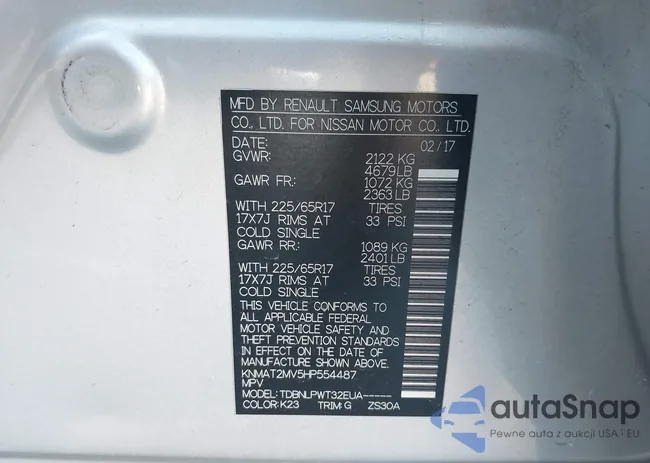 MFD BY RENAULT SAMSUNG MOTORS
CO., LTD. FOR NISSAN MOTOR CO., LTD.
DATE: 02/17
GVWR: 2122 KG
4679LB
GAWR FR: 1072 KG
2363 LB
WITH 225/65R17 TIRES
17X7J RIMS AT 33 PSI
COLD SINGLE
GAWR RR: 1089 KG
2401 LB
WITH 225/65R17 TIRES
17X7J RIMS AT 33 PSI
COLD SINGLE
THIS VEHICLE CONFORMS TO
ALL APPLICABLE FEDERAL
MOTOR VEHICLE SAFETY AND
THEFT PREVENTION STANDARDS
IN EFFECT ON THE DATE OF
MANUFACTURE SHOWN ABOVE.
KNMAT2MV5HP554487
MPV
MODEL: TDBNLPWT32EUA-----
COLOR: K23 TRIM: G ZS30A
autoSnap
Pewne auta z aukcji USA i EU